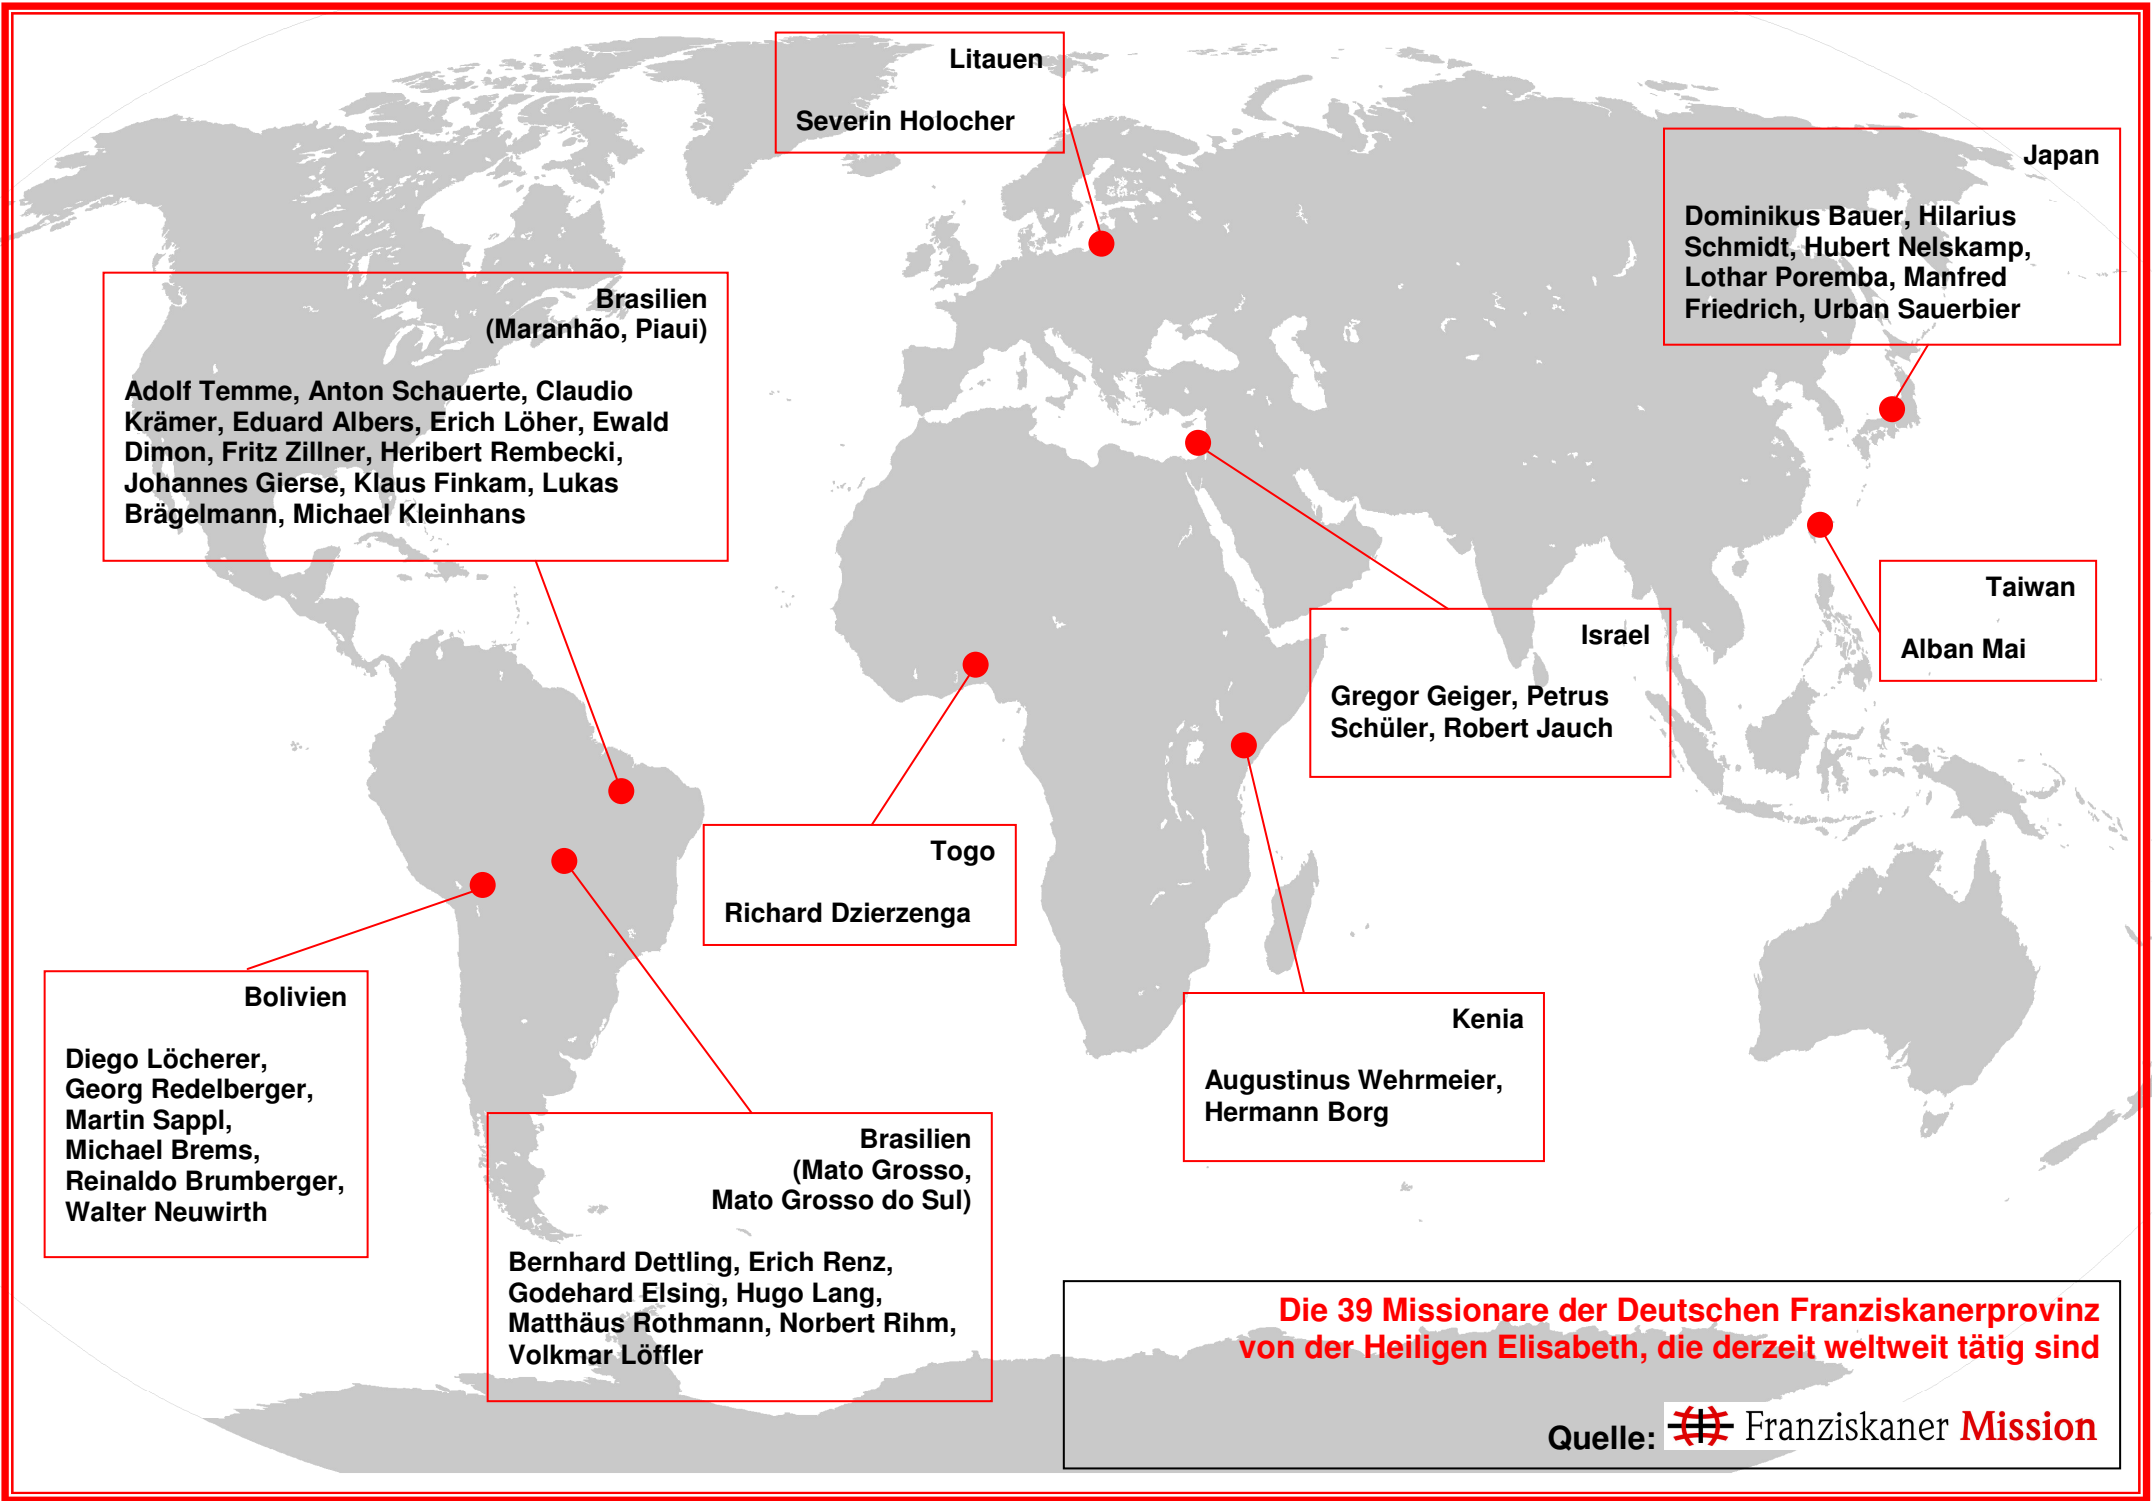 Litauen
Severin Holocher
Japan
Dominikus Bauer, Hilarius
Schmidt, Hubert Nelskamp,
Lothar Poremba, Manfred
Friedrich, Urban Sauerbier
Brasilien
(Maranhão, Piaui)
Adolf Temme, Anton Schauerte, Claudio
Krämer, Eduard Albers, Erich Löher, Ewald
Dimon, Fritz Zillner, Heribert Rembecki,
Johannes Gierse, Klaus Finkam, Lukas
Brägelmann, Michael Kleinhans
Taiwan
Alban Mai
Israel
Gregor Geiger, Petrus
Schüler, Robert Jauch
Togo
Richard Dzierzenga
Bolivien
Diego Löcherer,
Georg Redelberger,
Martin Sappl,
Michael Brems,
Reinaldo Brumberger,
Walter Neuwirth
Kenia
Augustinus Wehrmeier,
Hermann Borg
Brasilien
(Mato Grosso,
Mato Grosso do Sul)
Bernhard Dettling, Erich Renz,
Godehard Elsing, Hugo Lang,
Matthäus Rothmann, Norbert Rihm,
Volkmar Löffler
Die 39 Missionare der Deutschen Franziskanerprovinz
von der Heiligen Elisabeth, die derzeit weltweit tätig sind
Quelle: Franziskaner Mission